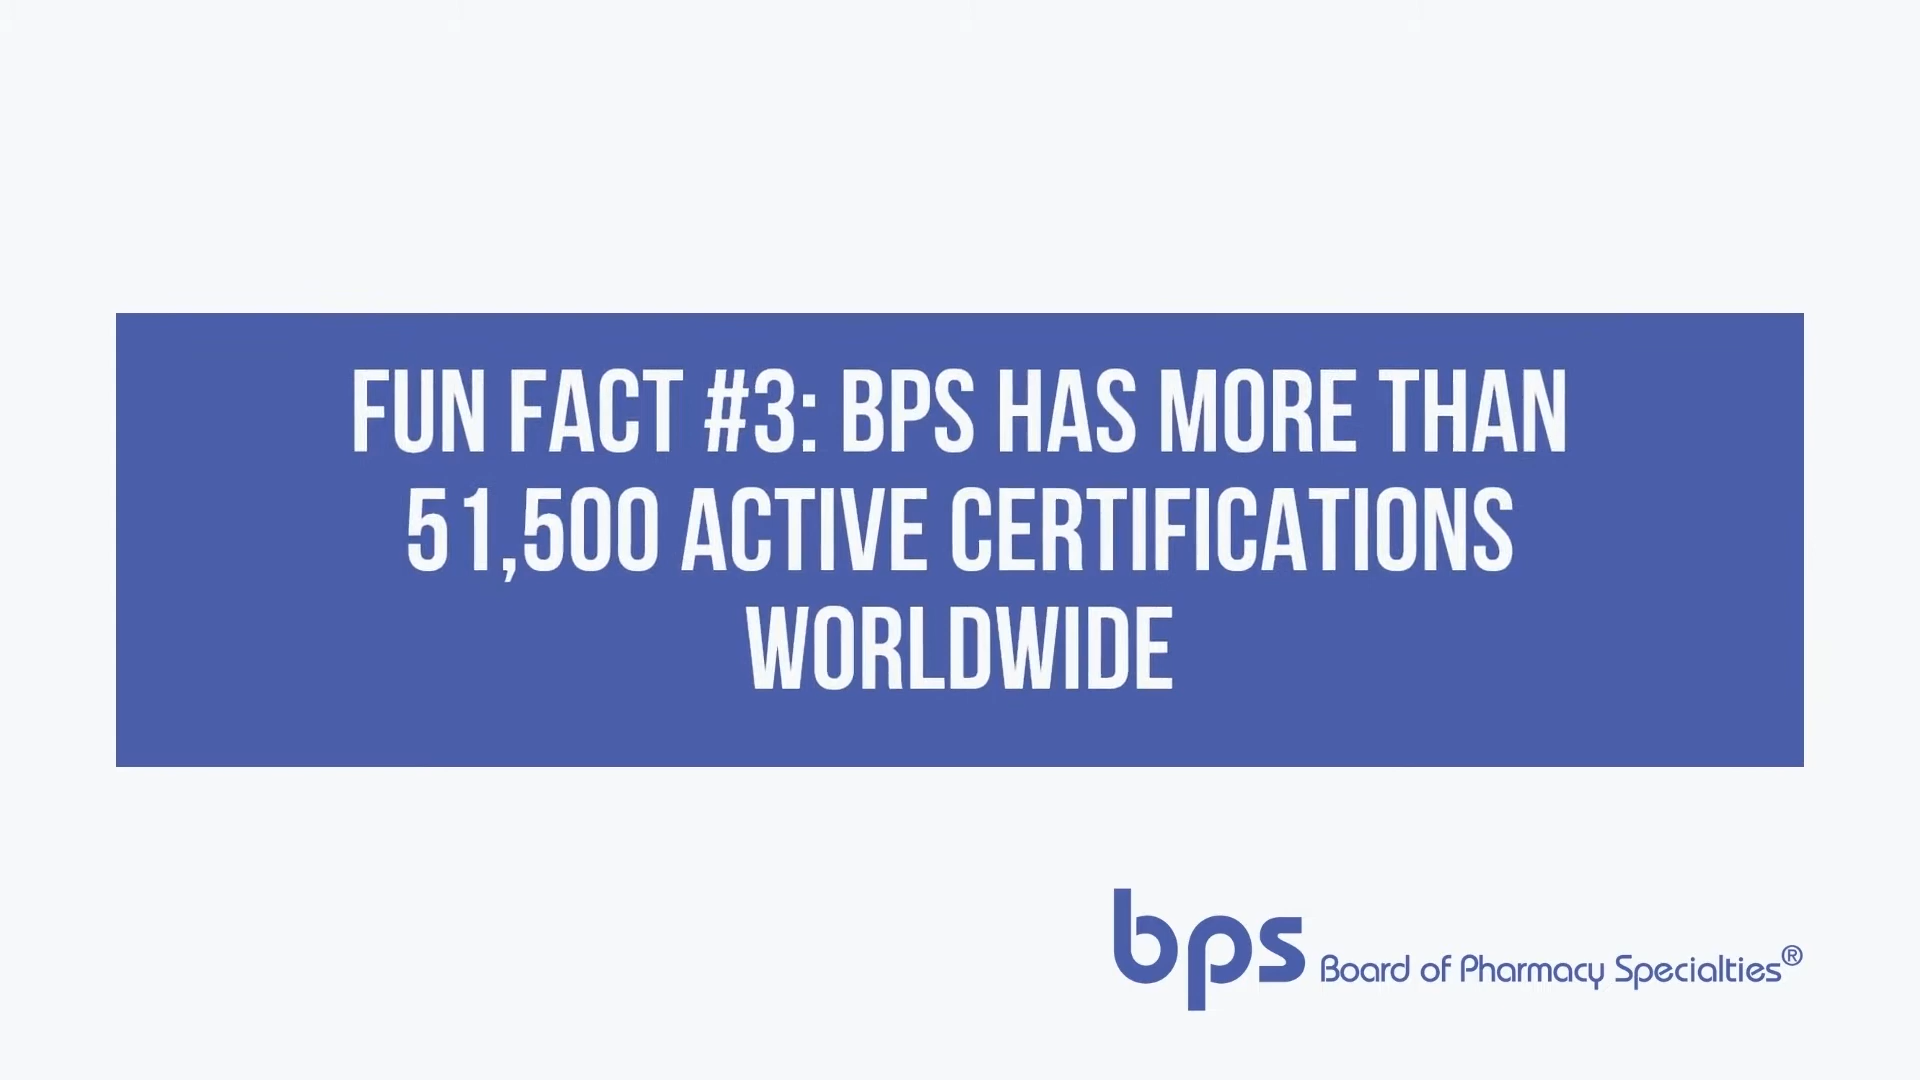 FUN FACT #3: BPS HAS MORE THAN
51,500 ACTIVE CERTIFICATIONS
WORLDWIDE
bps Board of Pharmacy Specialties®